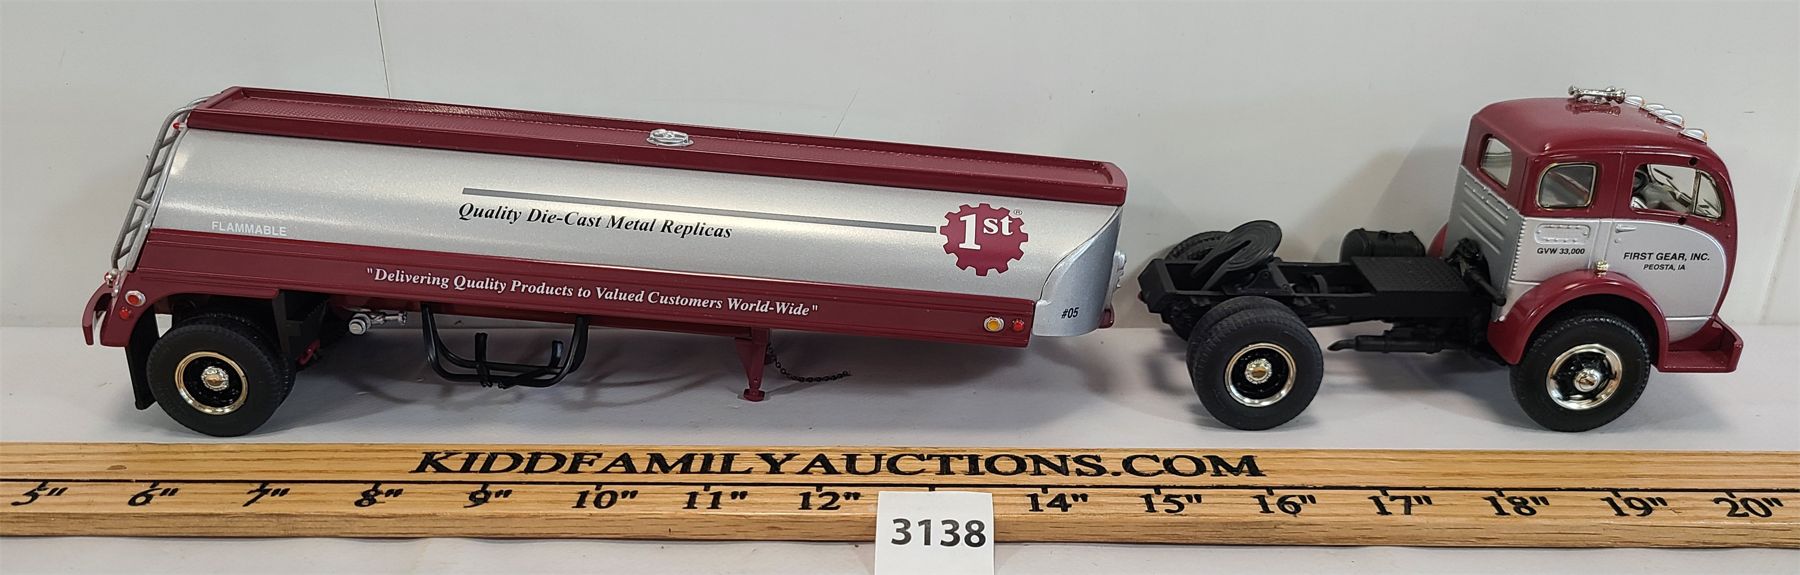 Quality Die-Cast Metal Replicas
1st®
FLAMMABLE
"Delivering Quality Products to Valued Customers World-Wide"
#05
GVW 33,000
FIRST GEAR, INC.
PEOSTA, IA
KIDDFAMILYAUCTIONS.COM
5" 6" 7" 8" 9" 10" 11" 12" 14" 15" 16" 17" 18" 19" 20"
3138